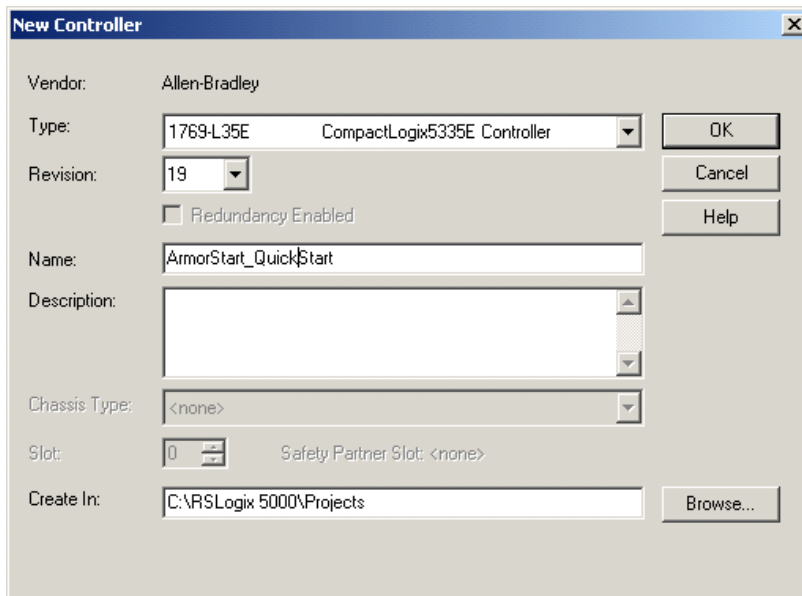 New Controller
Vendor: Allen-Bradley
Type: 1769-L35E CompactLogix5335E Controller OK
Revision: 19 Cancel
Redundancy Enabled Help
Name: ArmorStart_QuickStart
Description:
Chassis Type: <none>
Slot: 0 Safety Partner Slot: <none>
Create In: C:\RSLogix 5000\Projects Browse...